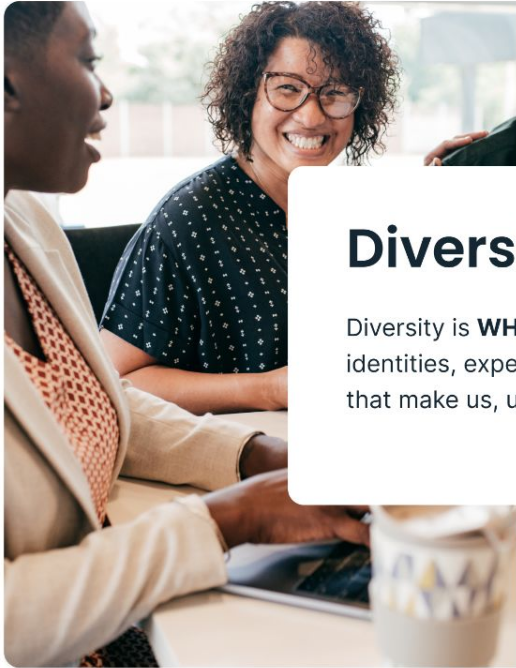 Divers
Diversity is WH
identities, expe
that make us, u